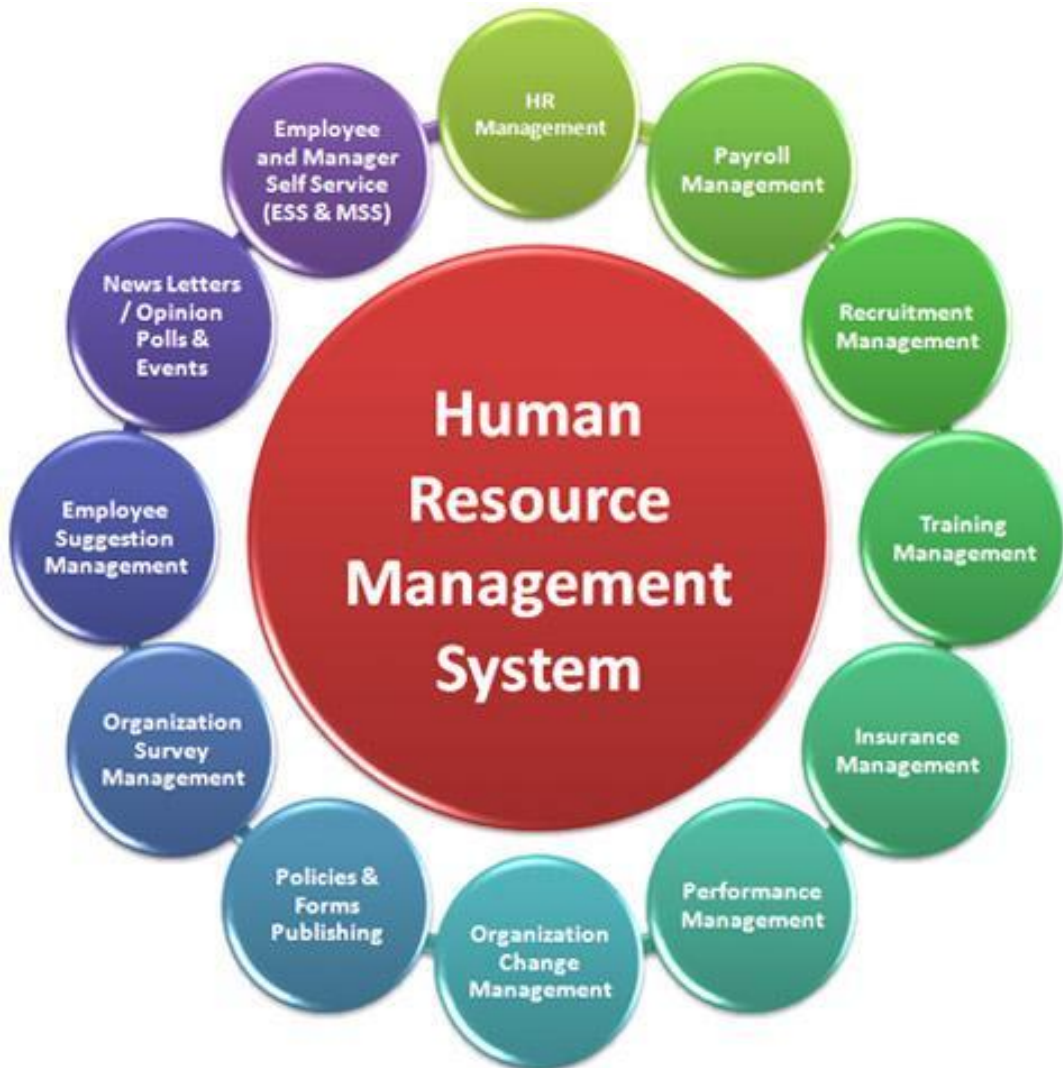 HR
Management
Payroll
Management
Recruitment
Management
Training
Management
Insurance
Management
Performance
Management
Organization
Change
Management
Policies &
Forms
Publishing
Organization
Survey
Management
Employee
Suggestion
Management
News Letters
/ Opinion
Polls &
Events
Employee
and Manager
Self Service
(ESS & MSS)
Human
Resource
Management
System